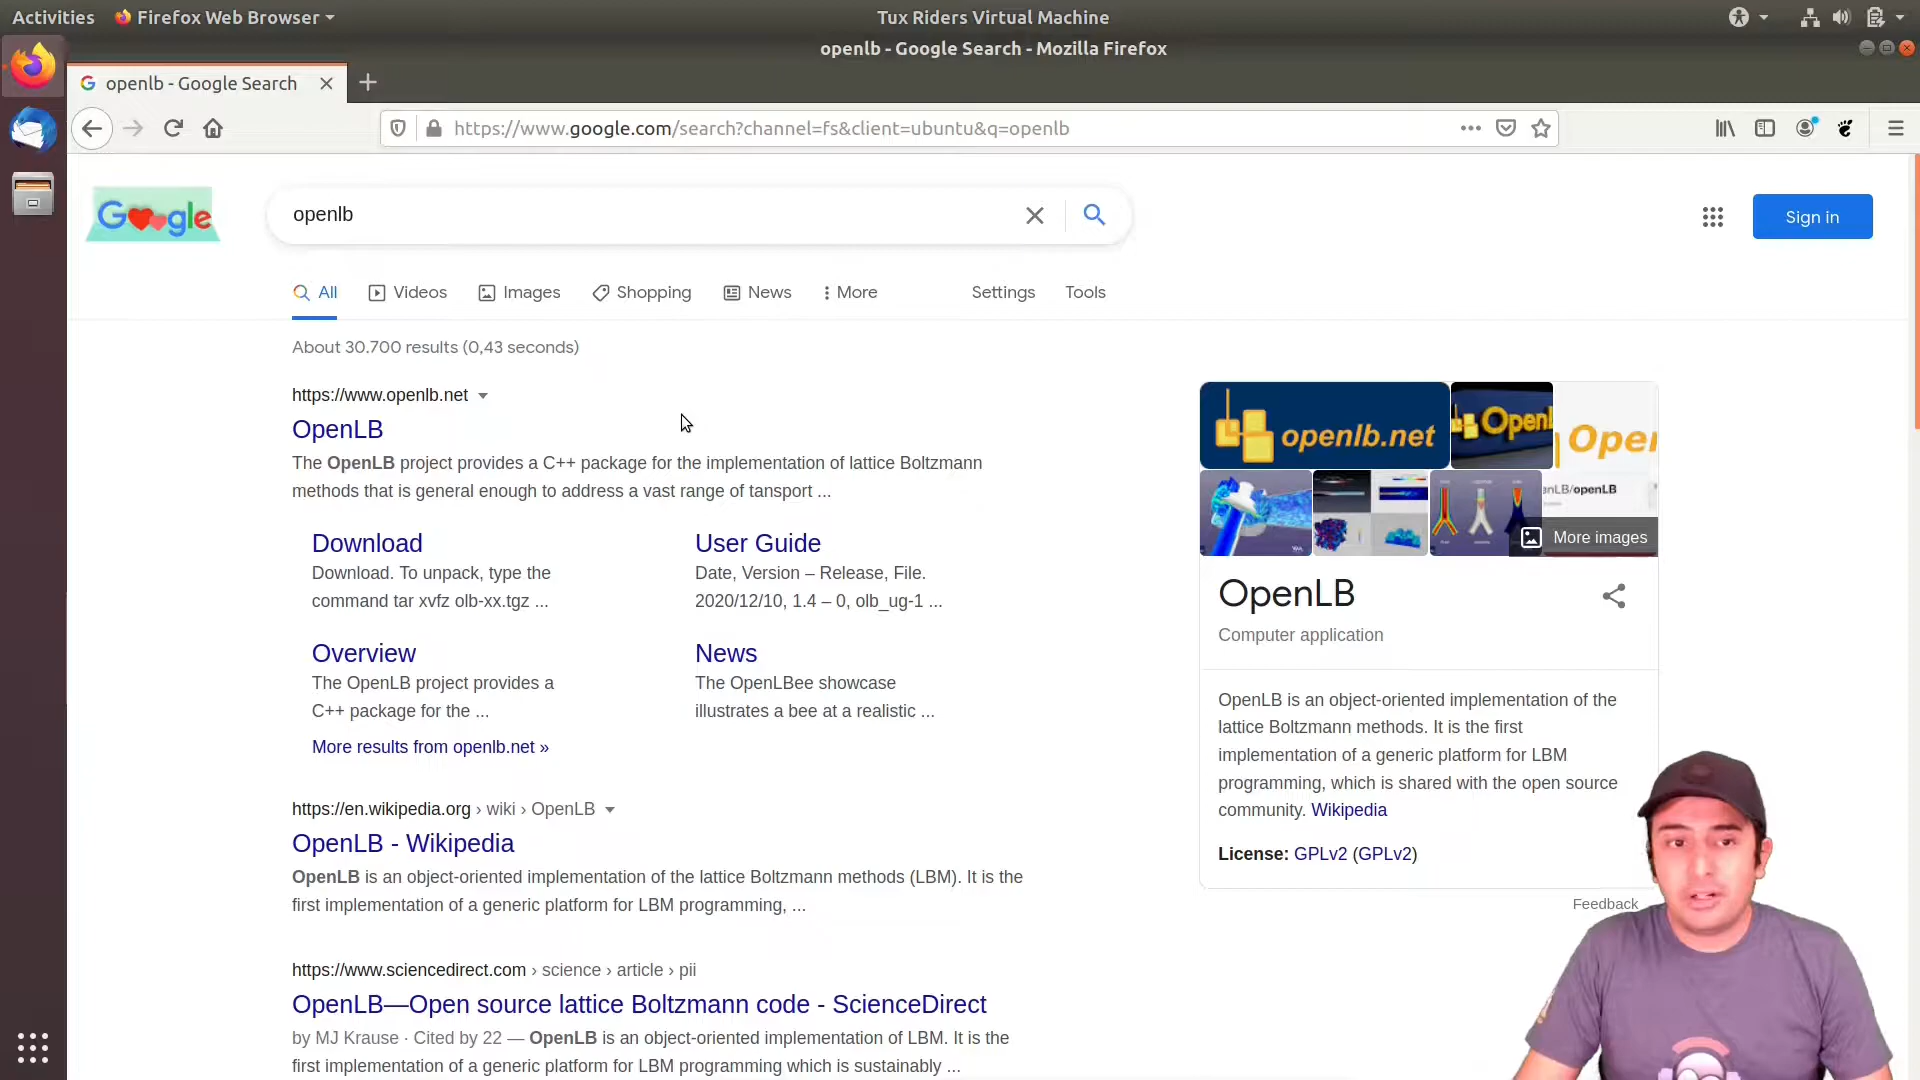 Activities
Firefox Web Browser
Tux Riders Virtual Machine
openlb - Google Search - Mozilla Firefox
openlb - Google Search
https://www.google.com/search?channel=fs&client=ubuntu&q=openlb
Google
openlb
Sign in
All
Videos
Images
Shopping
News
More
Settings
Tools
About 30.700 results (0,43 seconds)
https://www.openlb.net
OpenLB
The OpenLB project provides a C++ package for the implementation of lattice Boltzmann
methods that is general enough to address a vast range of tansport ...
Download
Download. To unpack, type the
command tar xvfz olb-xx.tgz ...
User Guide
Date, Version – Release, File.
2020/12/10, 1.4 – 0, olb_ug-1 ...
Overview
The OpenLB project provides a
C++ package for the ...
News
The OpenLBee showcase
illustrates a bee at a realistic ...
More results from openlb.net »
https://en.wikipedia.org › wiki › OpenLB
OpenLB - Wikipedia
OpenLB is an object-oriented implementation of the lattice Boltzmann methods (LBM). It is the
first implementation of a generic platform for LBM programming, ...
https://www.sciencedirect.com › science › article › pii
OpenLB—Open source lattice Boltzmann code - ScienceDirect
by MJ Krause · Cited by 22 — OpenLB is an object-oriented implementation of LBM. It is the
first implementation of a generic platform for LBM programming which is sustainably ...
openlb.net
Openl
Oper
nLB/openLB
More images
OpenLB
Computer application
OpenLB is an object-oriented implementation of the
lattice Boltzmann methods. It is the first
implementation of a generic platform for LBM
programming, which is shared with the open source
community. Wikipedia
License: GPLv2 (GPLv2)
Feedback